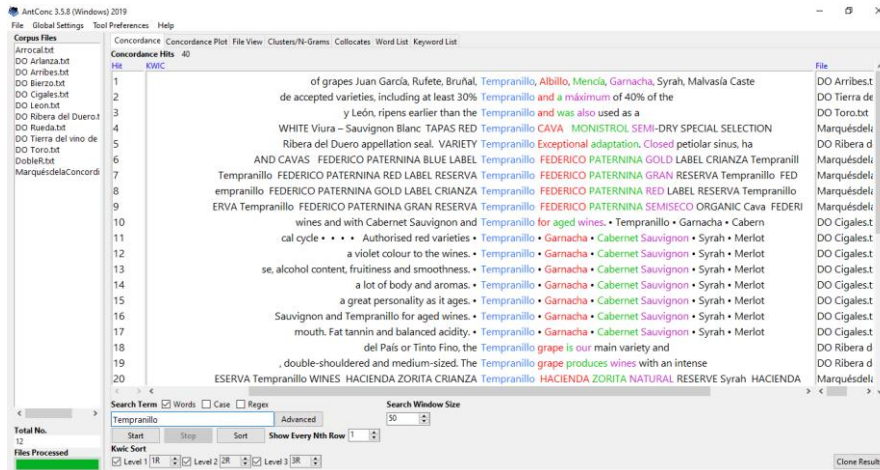 AntConc 3.5.8 (Windows) 2019
File Global Settings Tool Preferences Help
Corpus Files
Arrocal.txt
DO Arlanza.txt
DO Arribes.txt
DO Bierzo.txt
DO Cigales.txt
DO Leon.txt
DO Ribera del Duero.t
DO Rueda.txt
DO Tierra del vino de
DO Toro.txt
DobleR.txt
MarquésdelaConcordi
Total No.
12
Files Processed
Concordance Concordance Plot File View Clusters/N-Grams Collocates Word List Keyword List
Concordance Hits 40
Hit KWIC File
1 of grapes Juan García, Rufete, Bruñal, Tempranillo, Albillo, Mencía, Garnacha, Syrah, Malvasía Caste DO Arribes.t
2 de accepted varieties, including at least 30% Tempranillo and a máximum of 40% of the DO Tierra de
3 y León, ripens earlier than the Tempranillo and was also used as a DO Toro.txt
4 WHITE Viura – Sauvignon Blanc TAPAS RED Tempranillo CAVA MONISTROL SEMI-DRY SPECIAL SELECTION Marquésdela
5 Ribera del Duero appellation seal. VARIETY Tempranillo Exceptional adaptation. Closed petiolar sinus, ha DO Ribera d
6 AND CAVAS FEDERICO PATERNINA BLUE LABEL Tempranillo FEDERICO PATERNINA GOLD LABEL CRIANZA Tempranill Marquésdela
7 Tempranillo FEDERICO PATERNINA RED LABEL RESERVA Tempranillo FEDERICO PATERNINA GRAN RESERVA Tempranillo FED Marquésdela
8 empranillo FEDERICO PATERNINA GOLD LABEL CRIANZA Tempranillo FEDERICO PATERNINA RED LABEL RESERVA Tempranillo Marquésdela
9 ERVA Tempranillo FEDERICO PATERNINA GRAN RESERVA Tempranillo FEDERICO PATERNINA SEMISECO ORGANIC Cava FEDERI Marquésdela
10 wines and with Cabernet Sauvignon and Tempranillo for aged wines. • Tempranillo • Garnacha • Cabern DO Cigales.t
11 cal cycle • • • • Authorised red varieties • Tempranillo • Garnacha • Cabernet Sauvignon • Syrah • Merlot DO Cigales.t
12 a violet colour to the wines. • Tempranillo • Garnacha • Cabernet Sauvignon • Syrah • Merlot DO Cigales.t
13 se, alcohol content, fruitiness and smoothness. • Tempranillo • Garnacha • Cabernet Sauvignon • Syrah • Merlot DO Cigales.t
14 a lot of body and aromas. • Tempranillo • Garnacha • Cabernet Sauvignon • Syrah • Merlot DO Cigales.t
15 a great personality as it ages. • Tempranillo • Garnacha • Cabernet Sauvignon • Syrah • Merlot DO Cigales.t
16 Sauvignon and Tempranillo for aged wines. • Tempranillo • Garnacha • Cabernet Sauvignon • Syrah • Merlot DO Cigales.t
17 mouth. Fat tannin and balanced acidity. • Tempranillo • Garnacha • Cabernet Sauvignon • Syrah • Merlot DO Cigales.t
18 del País or Tinto Fino, the Tempranillo grape is our main variety and DO Ribera d
19 , double-shouldered and medium-sized. The Tempranillo grape produces wines with an intense DO Ribera d
20 ESERVA Tempranillo WINES HACIENDA ZORITA CRIANZA Tempranillo HACIENDA ZORITA NATURAL RESERVE Syrah HACIENDA Marquésdela
Search Term Words Case Regex Search Window Size
Tempranillo Advanced 50
Start Stop Sort Show Every Nth Row 1
Kwic Sort
Level 1 1R Level 2 2R Level 3 3R Clone Result